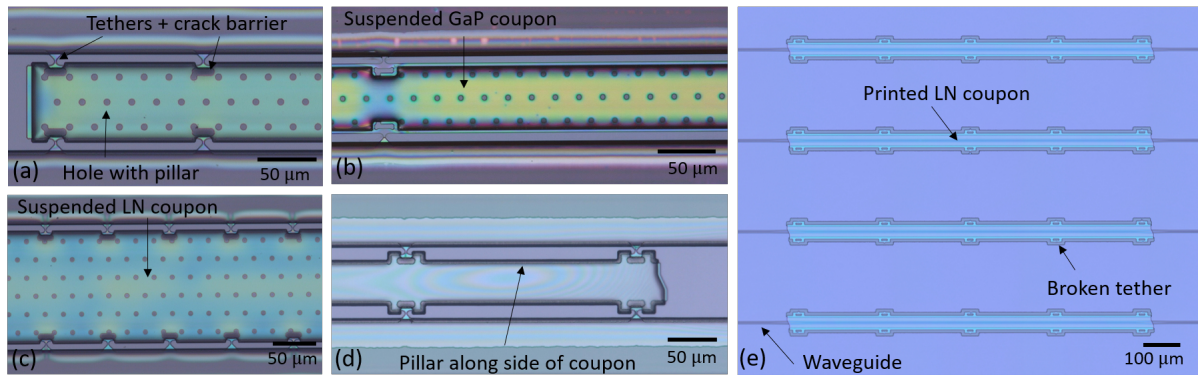 Tethers + crack barrier
Hole with pillar
(a)
50 µm
Suspended GaP coupon
(b)
50 µm
Suspended LN coupon
(c)
50 µm
Pillar along side of coupon
(d)
50 µm
Printed LN coupon
Broken tether
Waveguide
(e)
100 µm